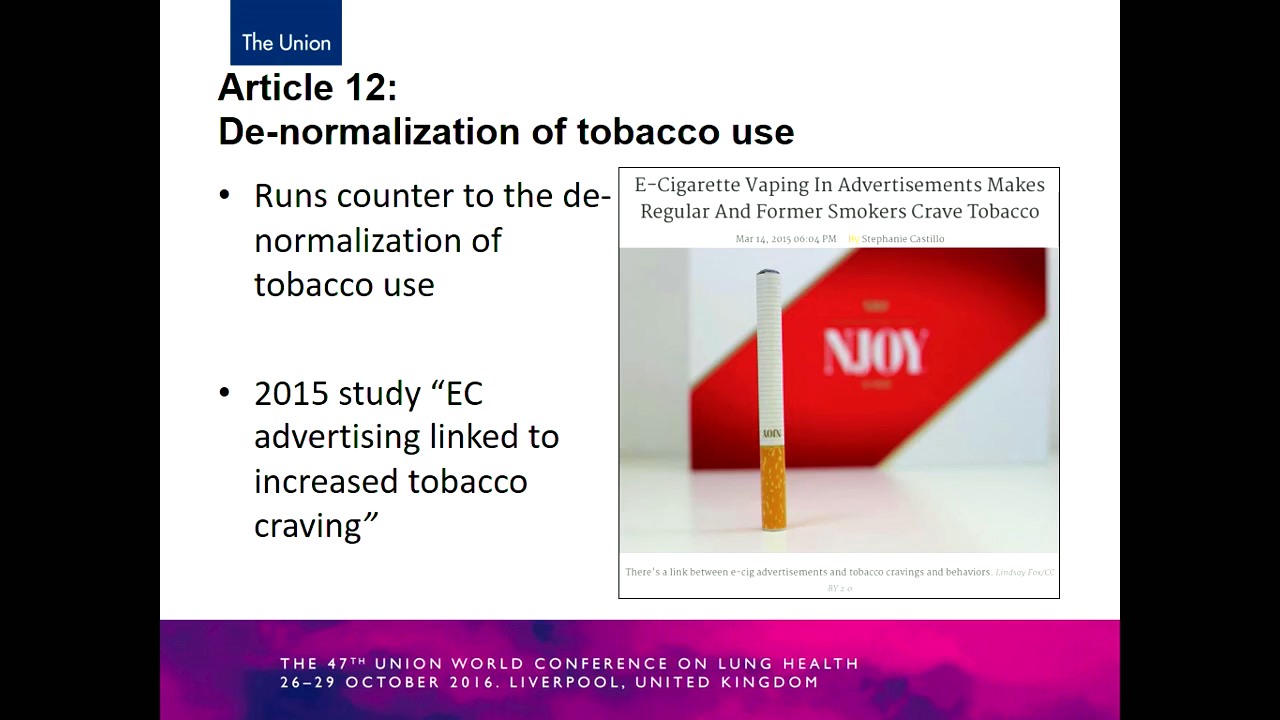 The Union
Article 12:
De-normalization of tobacco use
• Runs counter to the de-
normalization of
tobacco use
• 2015 study “EC
advertising linked to
increased tobacco
craving”
E-Cigarette Vaping In Advertisements Makes
Regular And Former Smokers Crave Tobacco
Mar 14, 2015 06:04 PM By Stephanie Castillo
NJOY
NJOY
There's a link between e-cig advertisements and tobacco cravings and behaviors. Lindsay Fox/CC
BY 2.0
THE 47TH UNION WORLD CONFERENCE ON LUNG HEALTH
26–29 OCTOBER 2016. LIVERPOOL, UNITED KINGDOM